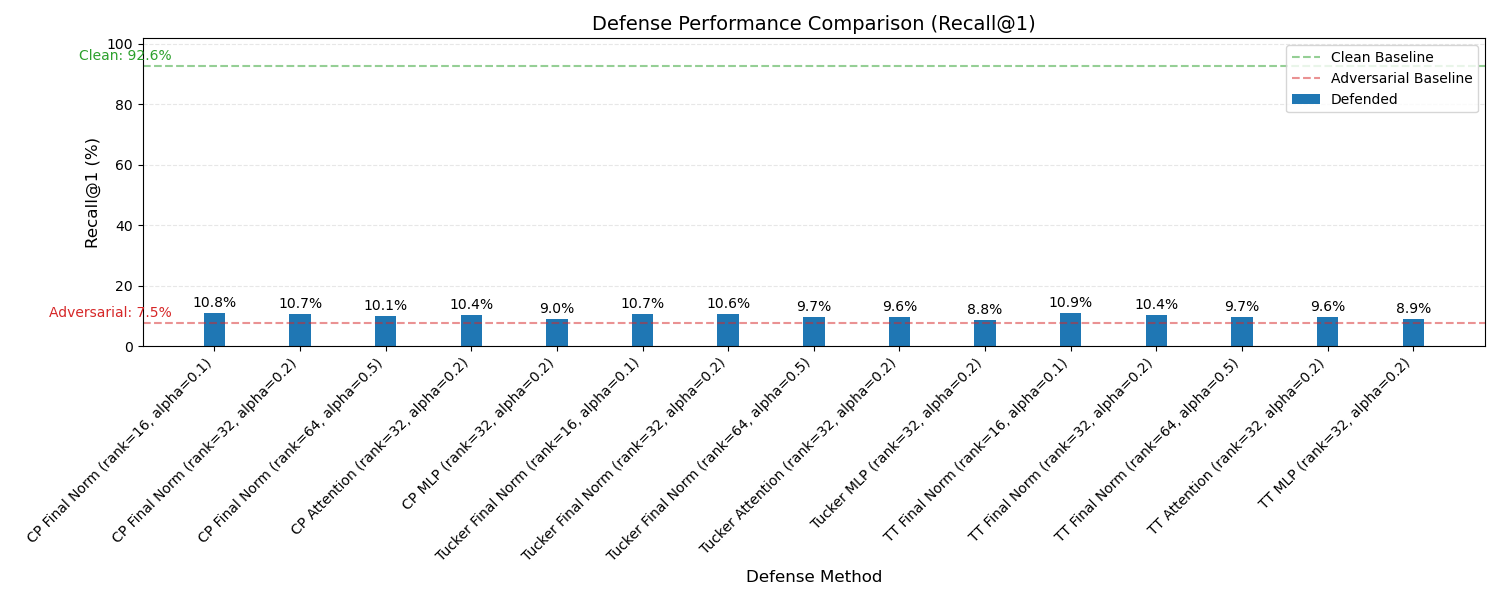 Defense Performance Comparison (Recall@1)
Clean: 92.6%
Adversarial: 7.5%
Recall@1 (%)
100
80
60
40
20
0
Clean Baseline
Adversarial Baseline
Defended
10.8%
10.7%
10.1%
10.4%
9.0%
10.7%
10.6%
9.7%
9.6%
8.8%
10.9%
10.4%
9.7%
9.6%
8.9%
CP Final Norm (rank=16, alpha=0.1)
CP Final Norm (rank=32, alpha=0.2)
CP Final Norm (rank=64, alpha=0.5)
CP Attention (rank=32, alpha=0.2)
CP MLP (rank=32, alpha=0.2)
Tucker Final Norm (rank=16, alpha=0.1)
Tucker Final Norm (rank=32, alpha=0.2)
Tucker Final Norm (rank=64, alpha=0.5)
Tucker Attention (rank=32, alpha=0.2)
Tucker MLP (rank=32, alpha=0.2)
TT Final Norm (rank=16, alpha=0.1)
TT Final Norm (rank=32, alpha=0.2)
TT Final Norm (rank=64, alpha=0.5)
TT Attention (rank=32, alpha=0.2)
TT MLP (rank=32, alpha=0.2)
Defense Method